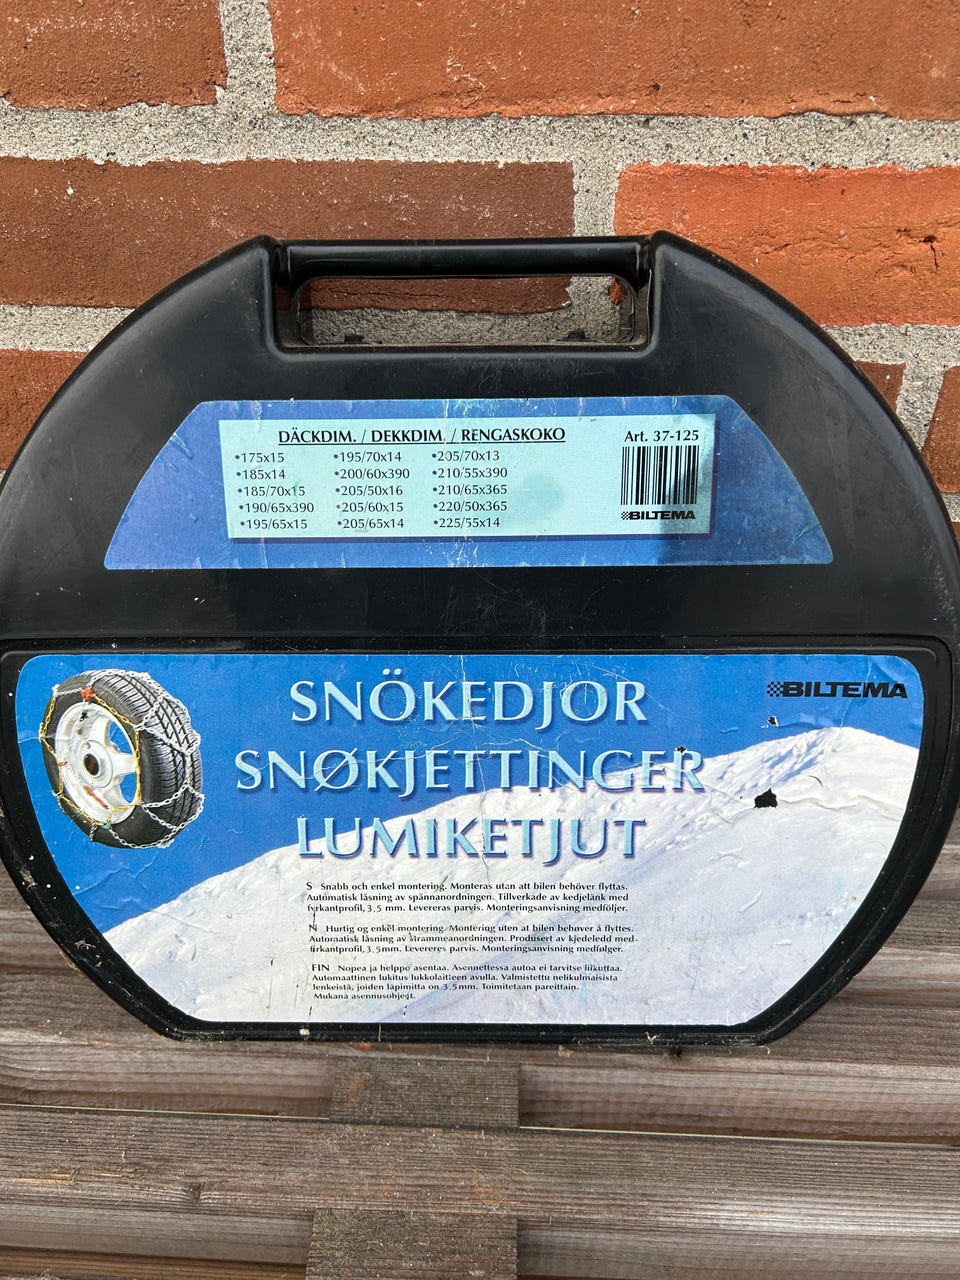 DÄCKDIM. / DEKKDIM. / RENGASKOKO
Art. 37-125
•175x15
•185x14
•185/70x15
•190/65x390
•195/65x15
•195/70x14
•200/60x390
•205/50x16
•205/60x15
•205/65x14
•205/70x13
•210/55x390
•210/65x365
•220/50x365
•225/55x14
BILTEMA
BILTEMA
SNÖKEDJOR
SNØKJETTINGER
LUMIKETJUT
S Snabb och enkel montering. Monteras utan att bilen behöver flyttas.
Automatisk låsning av spännanordningen. Tillverkade av kedjelänk med
fyrkantprofil, 3,5 mm. Levereras parvis. Monteringsanvisning medföljer.
N Hurtig og enkel montering. Montering uten at bilen behøver å flyttes.
Automatisk låsning av strammeanordningen. Produsert av kjedeledd med
firkantprofil, 3,5mm. Levereres parvis. Monteringsanvisning medfølger.
FIN Nopea ja helppo asentaa. Asennettessa autoa ei tarvitse liikuttaa.
Automaattinen lukitus lukkolaitteen avulla. Valmistettu nelikulmaisista
lenkeistä, joiden läpimitta on 3,5mm. Toimitetaan pareittain.
Mukana asennusohjeet.